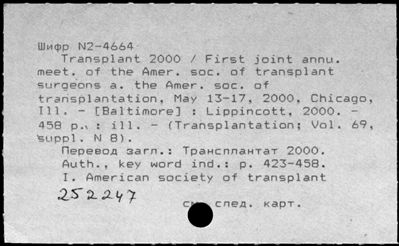 Шифр N2-4664
Transplant 2000 / First joint annu.
meet. of the Amer. soc. of transplant
surgeons a. the Amer. soc. of
transplantation, May 13-17, 2000, Chicago,
Ill. - [Baltimore] : Lippincott, 2000. -
458 p. : ill. - (Transplantation; Vol. 69,
suppl. N 8).
Перевод загл.: Трансплантат 2000.
Auth., key word ind.: p. 423-458.
I. American society of transplant
252247
см. след. карт.